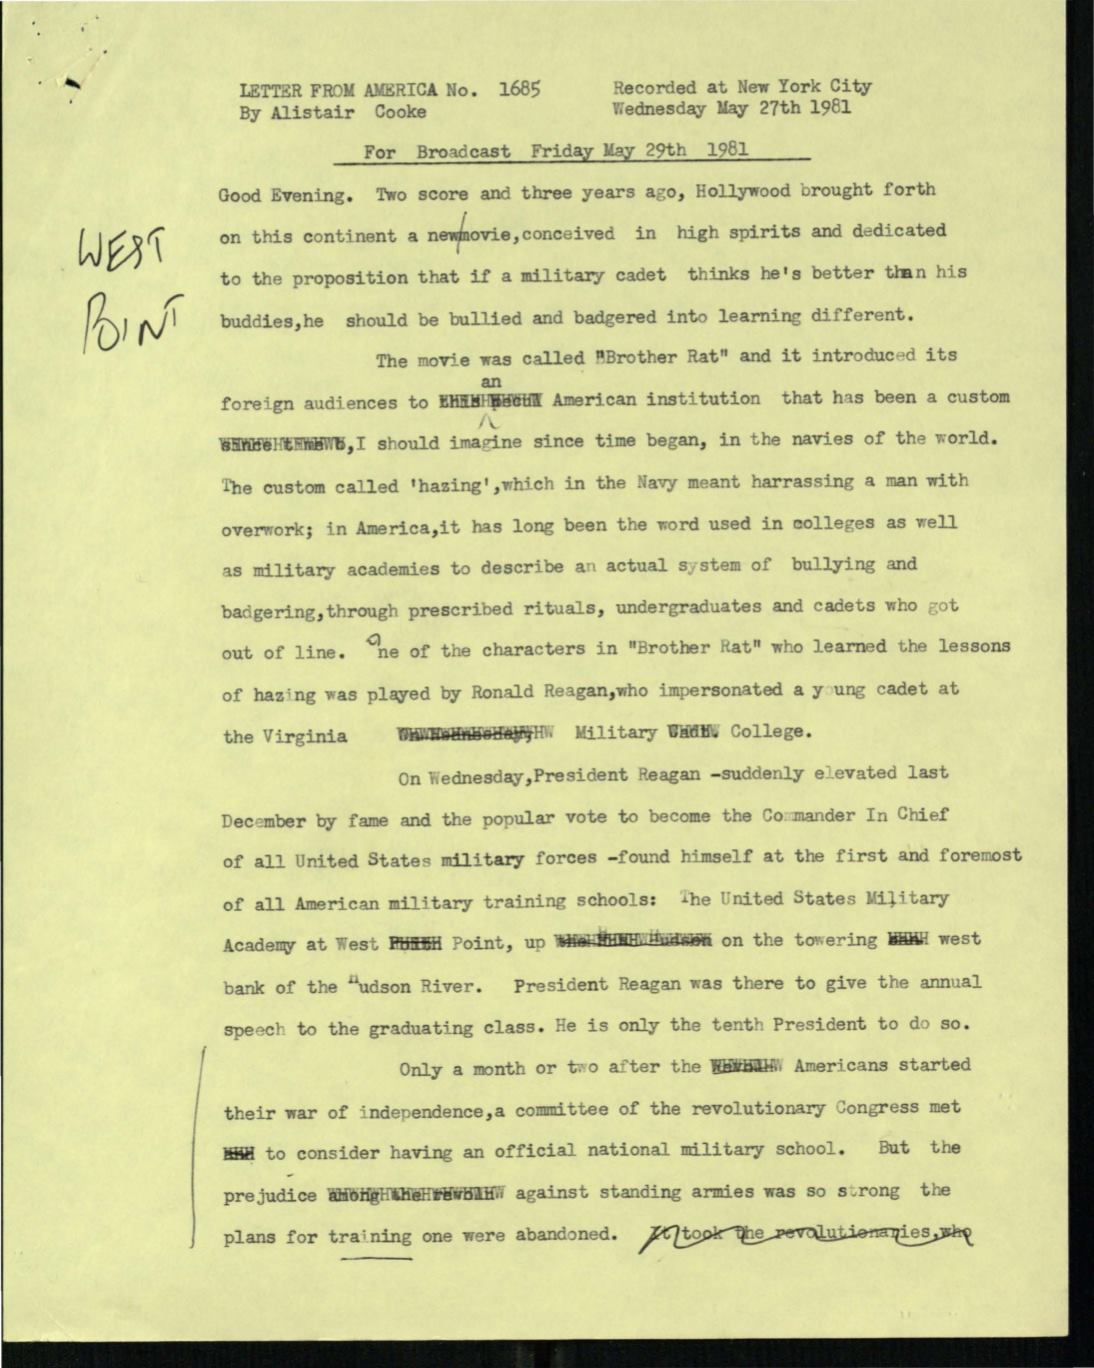 LETTER FROM AMERICA No. 1685 Recorded at New York City
By Alistair Cooke Wednesday May 27th 1981
For Broadcast Friday May 29th 1981
Good Evening. Two score and three years ago, Hollywood brought forth
on this continent a new/movie,conceived in high spirits and dedicated
to the proposition that if a military cadet thinks he's better than his
buddies,he should be bullied and badgered into learning different.
WEST
POINT
The movie was called "Brother Rat" and it introduced its
an
foreign audiences to American institution that has been a custom
,I should imagine since time began, in the navies of the world.
The custom called 'hazing',which in the Navy meant harrassing a man with
overwork; in America,it has long been the word used in colleges as well
as military academies to describe an actual system of bullying and
badgering,through prescribed rituals, undergraduates and cadets who got
out of line. One of the characters in "Brother Rat" who learned the lessons
of hazing was played by Ronald Reagan,who impersonated a young cadet at
the Virginia Military College.
On Wednesday,President Reagan -suddenly elevated last
December by fame and the popular vote to become the Commander In Chief
of all United States military forces -found himself at the first and foremost
of all American military training schools: The United States Military
Academy at West Point, up on the towering west
bank of the Hudson River. President Reagan was there to give the annual
speech to the graduating class. He is only the tenth President to do so.
Only a month or two after the Americans started
their war of independence,a committee of the revolutionary Congress met
to consider having an official national military school. But the
prejudice against standing armies was so strong the
plans for training one were abandoned. It took the revolutionaries,who